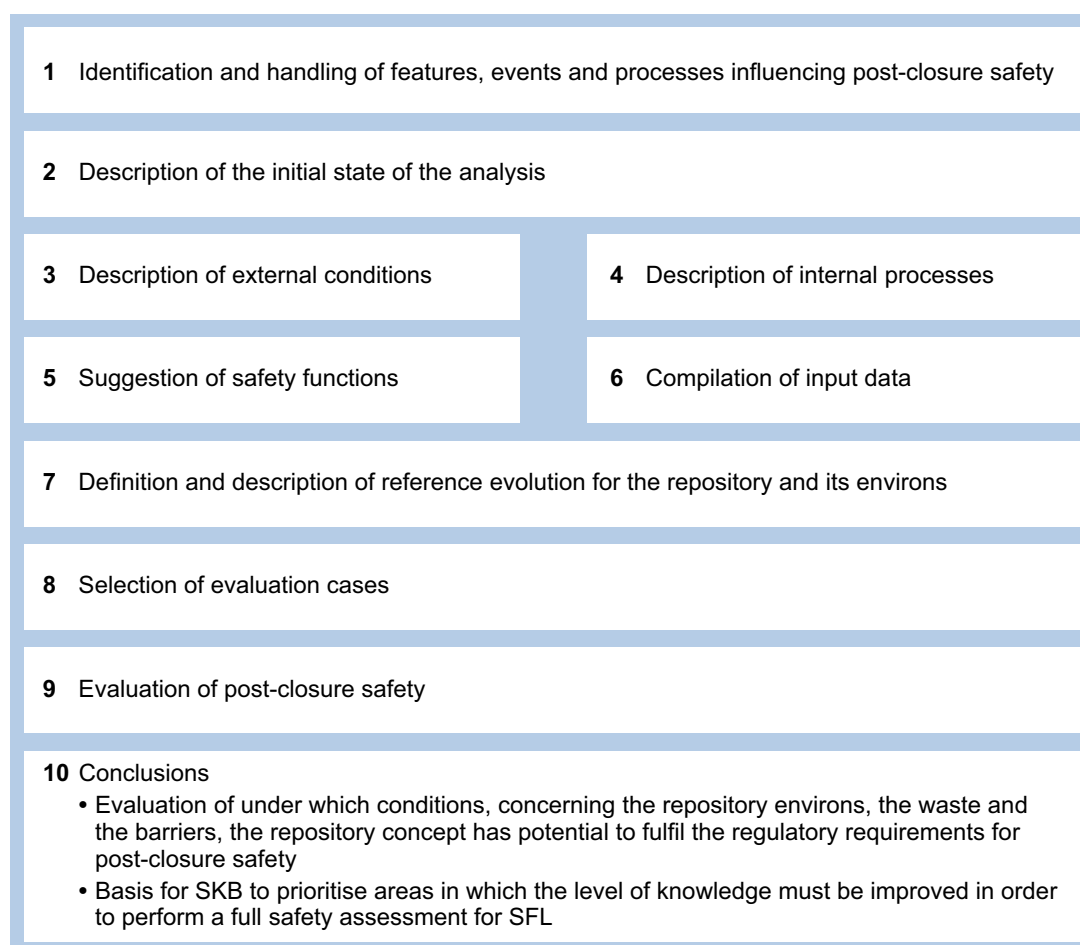 1 Identification and handling of features, events and processes influencing post-closure safety
2 Description of the initial state of the analysis
3 Description of external conditions
4 Description of internal processes
5 Suggestion of safety functions
6 Compilation of input data
7 Definition and description of reference evolution for the repository and its environs
8 Selection of evaluation cases
9 Evaluation of post-closure safety
10 Conclusions
• Evaluation of under which conditions, concerning the repository environs, the waste and
the barriers, the repository concept has potential to fulfil the regulatory requirements for
post-closure safety
• Basis for SKB to prioritise areas in which the level of knowledge must be improved in order
to perform a full safety assessment for SFL